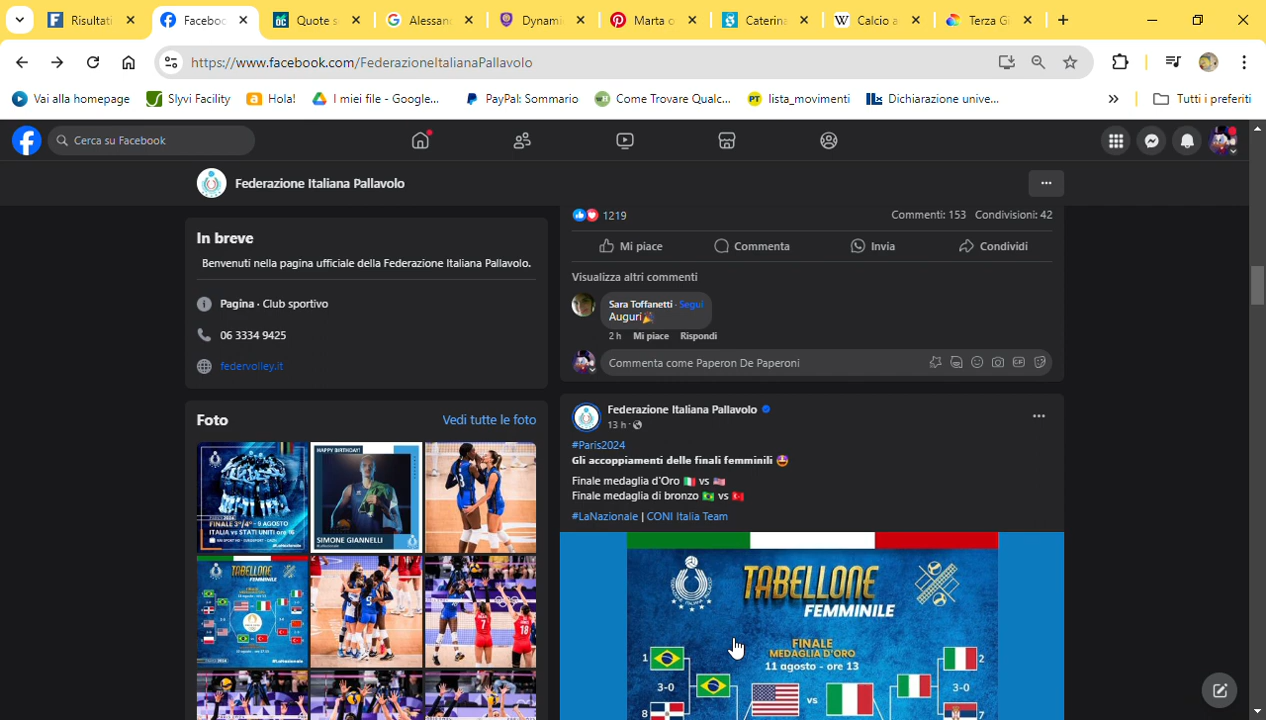 Risultati
Facebook
Quote s
Alessand
Dynami
Marta o
Caterina
Calcio a
Terza Gi
https://www.facebook.com/FederazioneItalianaPallavolo
Vai alla homepage
Slyvi Facility
Hola!
I miei file - Google...
PayPal: Sommario
Come Trovare Qualc...
lista_movimenti
Dichiarazione unive...
Tutti i preferiti
Cerca su Facebook
Federazione Italiana Pallavolo
In breve
Benvenuti nella pagina ufficiale della Federazione Italiana Pallavolo.
Pagina · Club sportivo
06 3334 9425
federvolley.it
Foto Vedi tutte le foto
FINALE 3°/4° - 9 AGOSTO
ITALIA vs STATI UNITI ore 16
HAPPY BIRTHDAY!
SIMONE GIANNELLI
TABELLONE
FEMMINILE
1219 Commenti: 153 Condivisioni: 42
Mi piace Commenta Invia Condividi
Visualizza altri commenti
Sara Toffanetti · Segui
Auguri🎉
2 h Mi piace Rispondi
Commenta come Paperon De Paperoni
Federazione Italiana Pallavolo
13 h ·
#Paris2024
Gli accoppiamenti delle finali femminili 🤩
Finale medaglia d'Oro 🇮🇹 vs 🇺🇸
Finale medaglia di bronzo 🇧🇷 vs 🇹🇷
#LaNazionale | CONI Italia Team
TABELLONE
FEMMINILE
FINALE
MEDAGLIA D'ORO
11 agosto - ore 13
1 2
3-0 vs 3-0
8 7